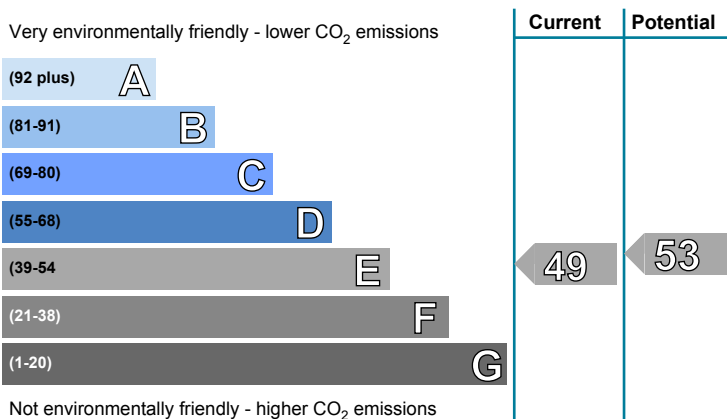 Current Potential
Very environmentally friendly - lower CO₂ emissions
(92 plus) A
(81-91) B
(69-80) C
(55-68) D
(39-54 E
49 53
(21-38) F
(1-20) G
Not environmentally friendly - higher CO₂ emissions